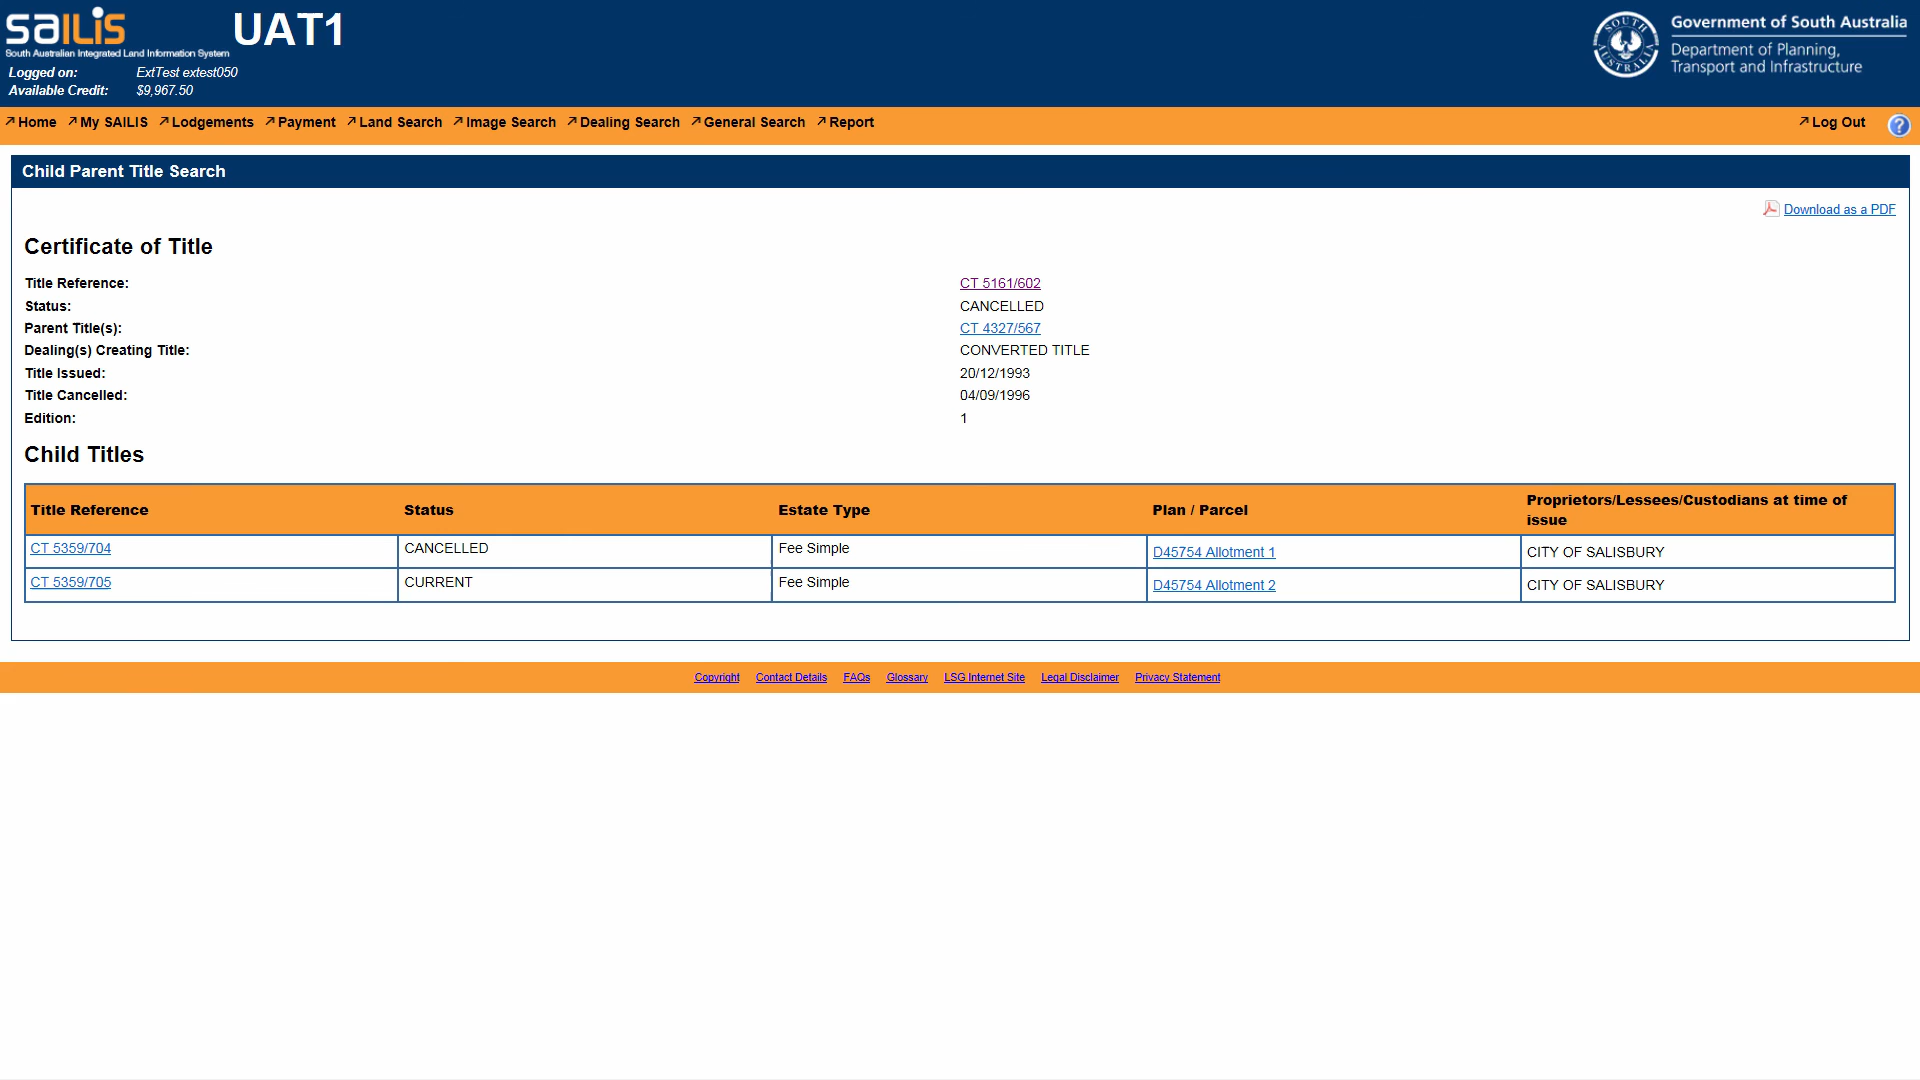 saILIS UAT1
South Australian Integrated Land Information System
Logged on: ExtTest extest050
Available Credit: $9,967.50
SOUTH AUSTRALIA
Government of South Australia
Department of Planning,
Transport and Infrastructure
Home My SAILIS Lodgements Payment Land Search Image Search Dealing Search General Search Report Log Out ?
Child Parent Title Search
Download as a PDF
Certificate of Title
Title Reference: CT 5161/602
Status: CANCELLED
Parent Title(s): CT 4327/567
Dealing(s) Creating Title: CONVERTED TITLE
Title Issued: 20/12/1993
Title Cancelled: 04/09/1996
Edition: 1
Child Titles
Title Reference Status Estate Type Plan / Parcel Proprietors/Lessees/Custodians at time of
issue
CT 5359/704 CANCELLED Fee Simple D45754 Allotment 1 CITY OF SALISBURY
CT 5359/705 CURRENT Fee Simple D45754 Allotment 2 CITY OF SALISBURY
Copyright Contact Details FAQs Glossary LSG Internet Site Legal Disclaimer Privacy Statement